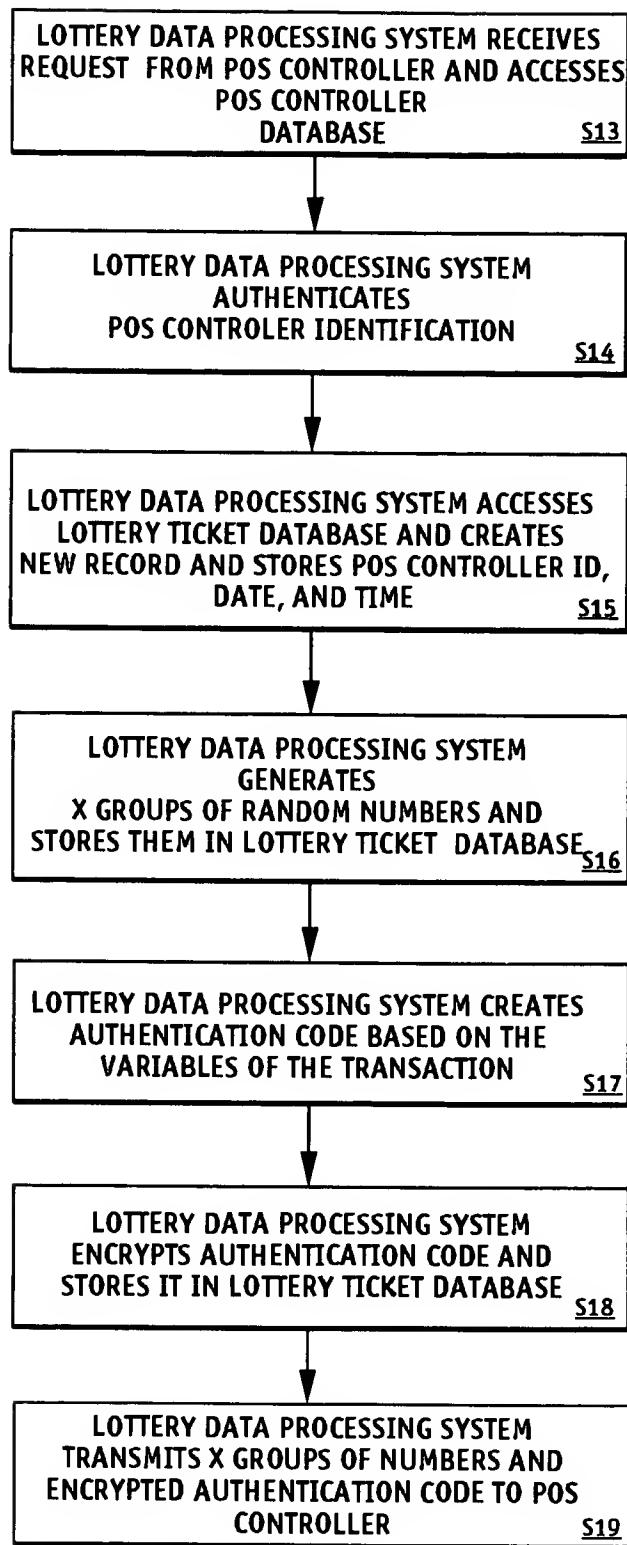 LOTTERY DATA PROCESSING SYSTEM RECEIVES
REQUEST FROM POS CONTROLLER AND ACCESSES
POS CONTROLLER
DATABASE S13
LOTTERY DATA PROCESSING SYSTEM
AUTHENTICATES
POS CONTROLER IDENTIFICATION
S14
LOTTERY DATA PROCESSING SYSTEM ACCESSES
LOTTERY TICKET DATABASE AND CREATES
NEW RECORD AND STORES POS CONTROLLER ID,
DATE, AND TIME S15
LOTTERY DATA PROCESSING SYSTEM
GENERATES
X GROUPS OF RANDOM NUMBERS AND
STORES THEM IN LOTTERY TICKET DATABASE S16
LOTTERY DATA PROCESSING SYSTEM CREATES
AUTHENTICATION CODE BASED ON THE
VARIABLES OF THE TRANSACTION
S17
LOTTERY DATA PROCESSING SYSTEM
ENCRYPTS AUTHENTICATION CODE AND
STORES IT IN LOTTERY TICKET DATABASE
S18
LOTTERY DATA PROCESSING SYSTEM
TRANSMITS X GROUPS OF NUMBERS AND
ENCRYPTED AUTHENTICATION CODE TO POS
CONTROLLER S19